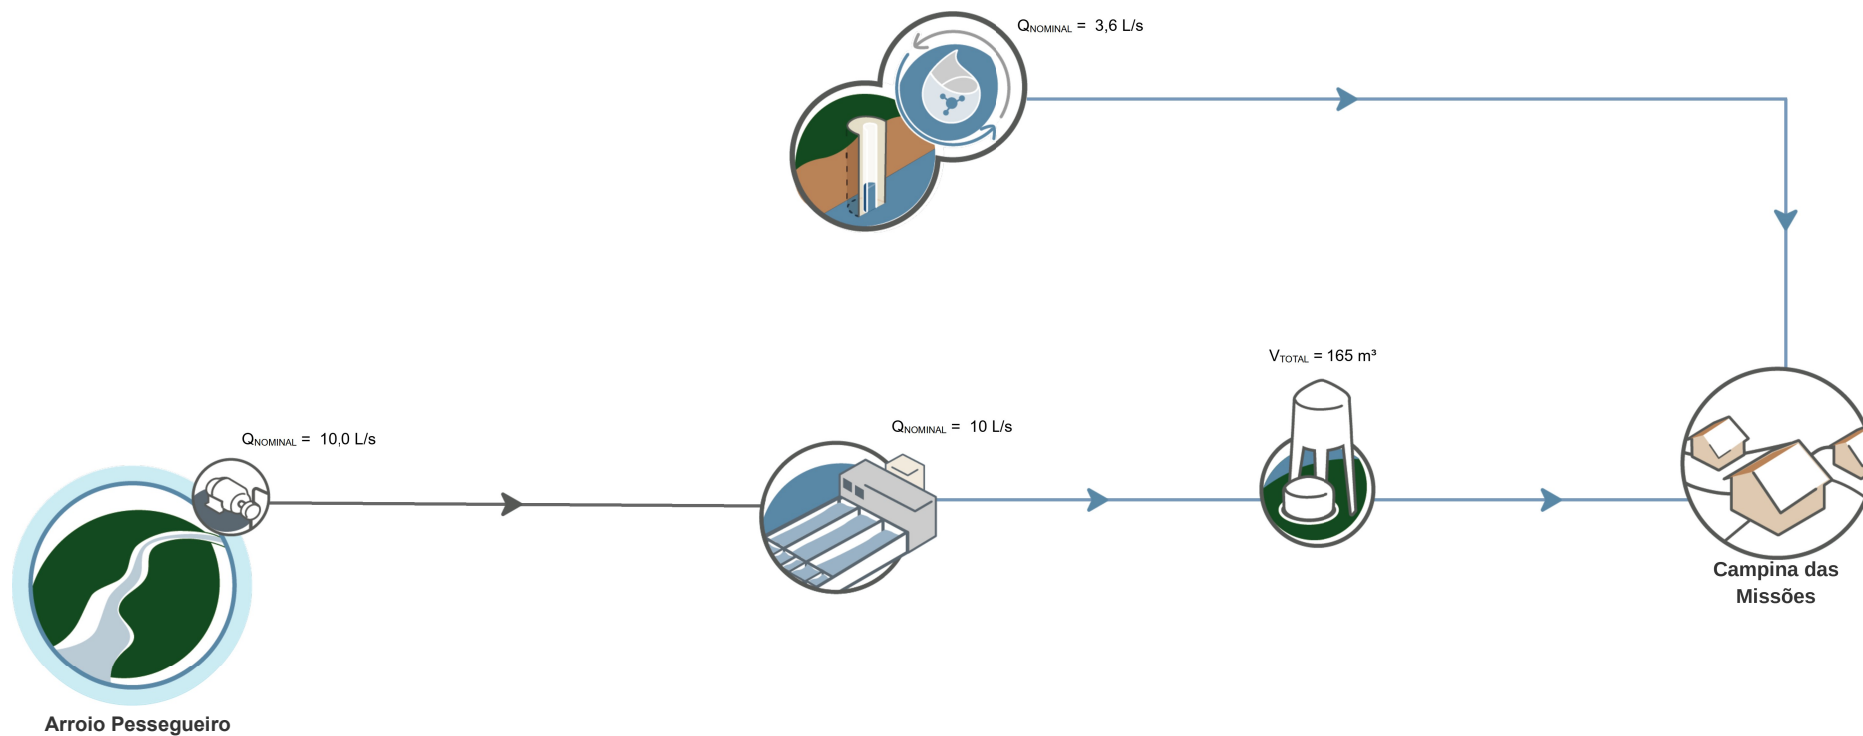 QNOMINAL = 3,6 L/s
VTOTAL = 165 m³
QNOMINAL = 10 L/s
QNOMINAL = 10,0 L/s
Campina das
Missões
Arroio Pessegueiro